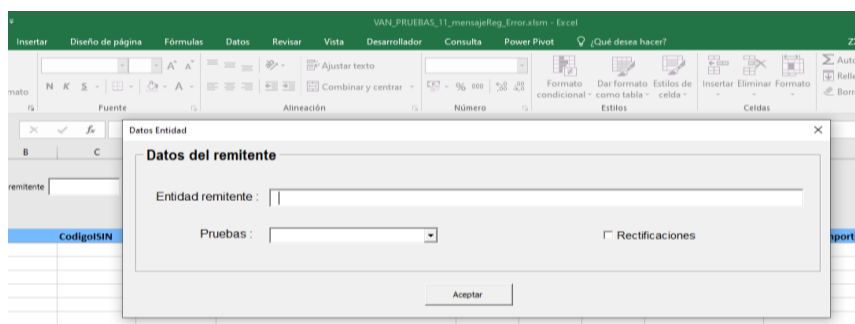 VAN_PRUEBAS_11_mensajeReg_Error.xlsm - Excel
Insertar Diseño de página Fórmulas Datos Revisar Vista Desarrollador Consulta Power Pivot ¿Qué desea hacer?
Ajustar texto
N K S
Combinar y centrar
% 000
Formato condicional
Dar formato como tabla
Estilos de celda
Insertar Eliminar Formato
Fuente Alineación Número Estilos Celdas
fx
Datos Entidad
B C
Datos del remitente
remitente
Entidad remitente :
Pruebas :
Rectificaciones
CodigoISIN
Aceptar